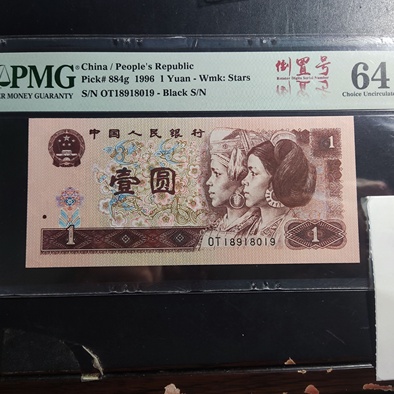 PMG
PAPER MONEY GUARANTY
China / People's Republic
Pick# 884g 1996 1 Yuan - Wmk: Stars
S/N OT18918019 - Black S/N
倒置号
64
Choice Uncirculated
中国人民银行
1
壹圆
1
OT18918019
1